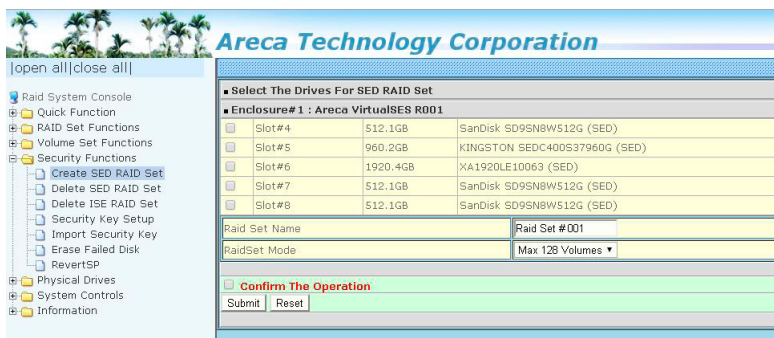 Areca Technology Corporation
|open all|close all|
Raid System Console
Quick Function
RAID Set Functions
Volume Set Functions
Security Functions
Create SED RAID Set
Delete SED RAID Set
Delete ISE RAID Set
Security Key Setup
Import Security Key
Erase Failed Disk
RevertSP
Physical Drives
System Controls
Information
Select The Drives For SED RAID Set
Enclosure#1 : Areca VirtualSES R001
Slot#4 512.1GB SanDisk SD9SN8W512G (SED)
Slot#5 960.2GB KINGSTON SEDC400S37960G (SED)
Slot#6 1920.4GB XA1920LE10063 (SED)
Slot#7 512.1GB SanDisk SD9SN8W512G (SED)
Slot#8 512.1GB SanDisk SD9SN8W512G (SED)
Raid Set Name Raid Set #001
RaidSet Mode Max 128 Volumes
Confirm The Operation
Submit Reset